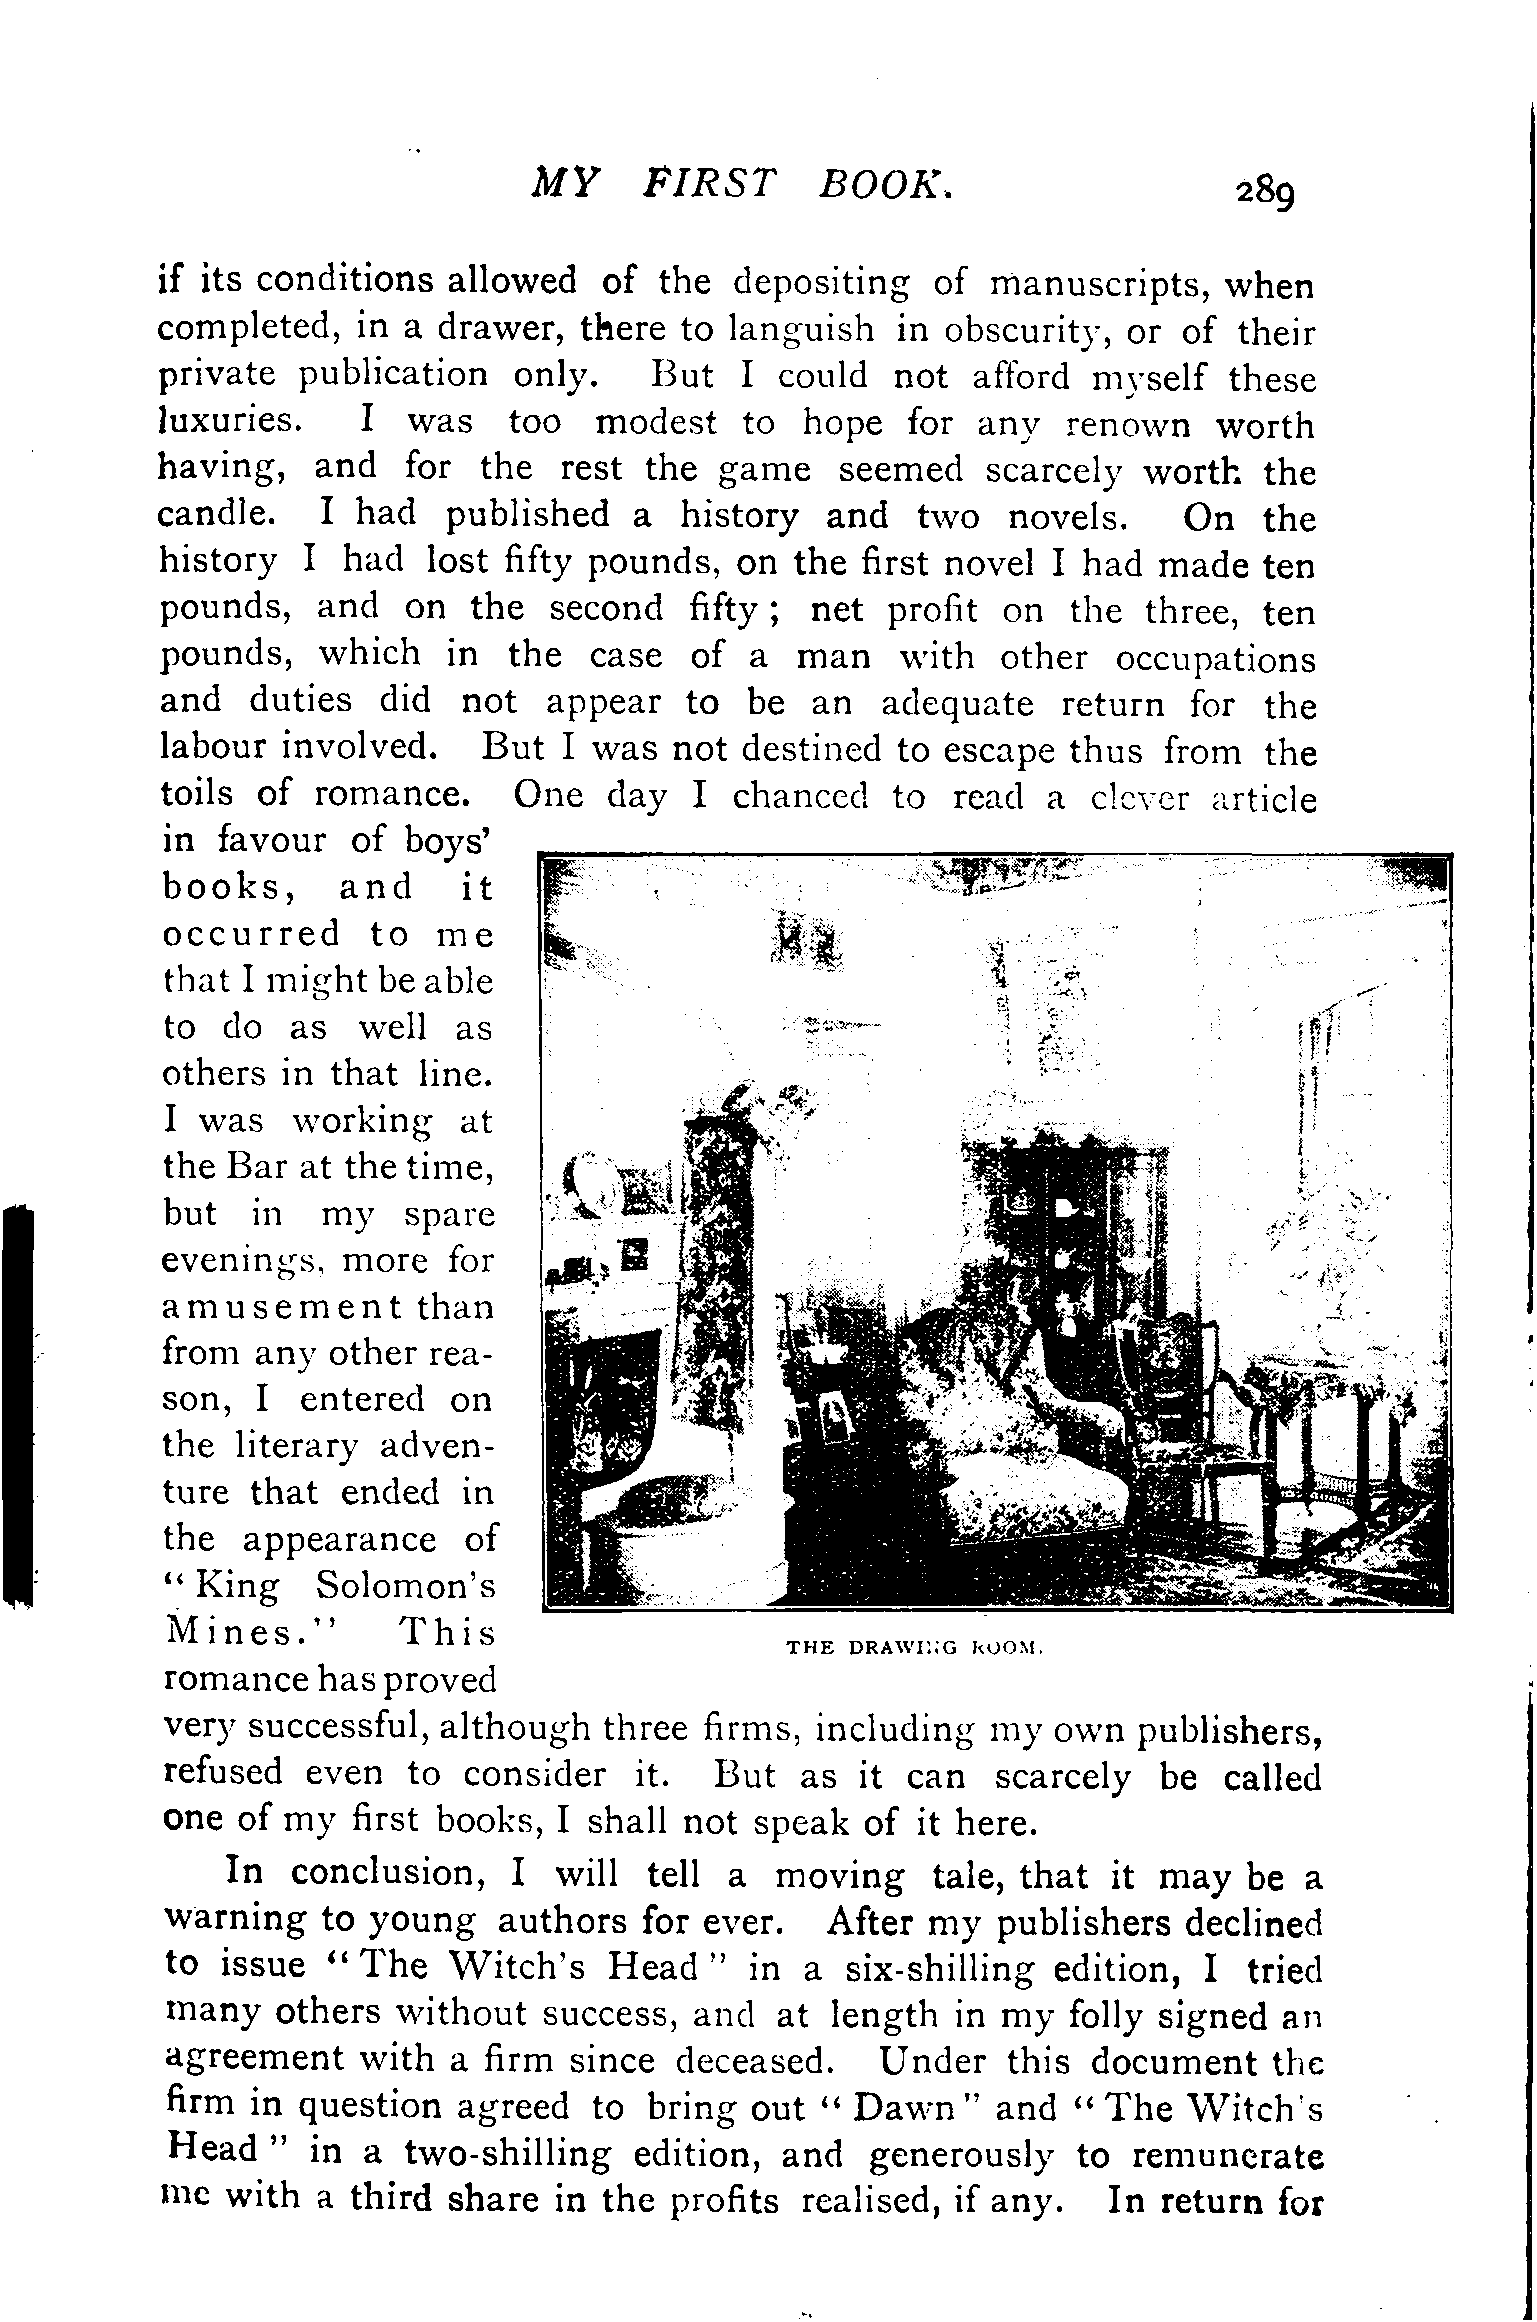 MY FIRST BOOK. 289
if its conditions allowed of the depositing of manuscripts, when
completed, in a drawer, there to languish in obscurity, or of their
private publication only. But I could not afford myself these
luxuries. I was too modest to hope for any renown worth
having, and for the rest the game seemed scarcely worth the
candle. I had published a history and two novels. On the
history I had lost fifty pounds, on the first novel I had made ten
pounds, and on the second fifty; net profit on the three, ten
pounds, which in the case of a man with other occupations
and duties did not appear to be an adequate return for the
labour involved. But I was not destined to escape thus from the
toils of romance. One day I chanced to read a clever article
in favour of boys'
books, and it
occurred to me
that I might be able
to do as well as
others in that line.
I was working at
the Bar at the time,
but in my spare
evenings, more for
amusement than
from any other rea-
son, I entered on
the literary adven-
ture that ended in
the appearance of
"King Solomon's
Mines." This
romance has proved
THE DRAWING ROOM.
very successful, although three firms, including my own publishers,
refused even to consider it. But as it can scarcely be called
one of my first books, I shall not speak of it here.
In conclusion, I will tell a moving tale, that it may be a
warning to young authors for ever. After my publishers declined
to issue "The Witch's Head" in a six-shilling edition, I tried
many others without success, and at length in my folly signed an
agreement with a firm since deceased. Under this document the
firm in question agreed to bring out "Dawn" and "The Witch's
Head" in a two-shilling edition, and generously to remunerate
me with a third share in the profits realised, if any. In return for